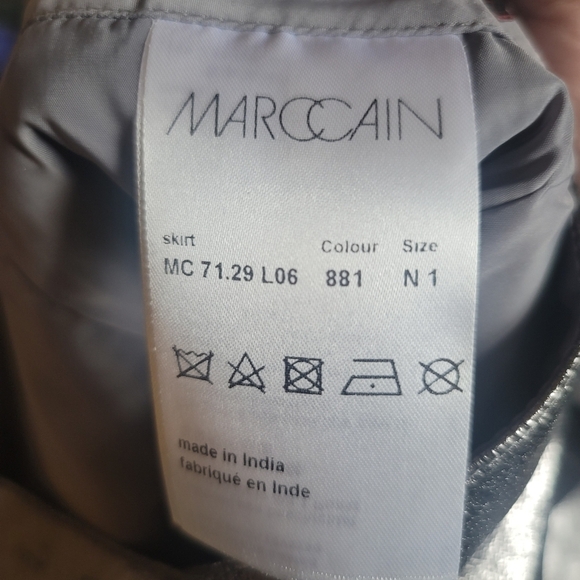 MARCCAIN
skirt Colour Size
MC 71.29 L06 881 N 1
made in India
fabriqué en Inde